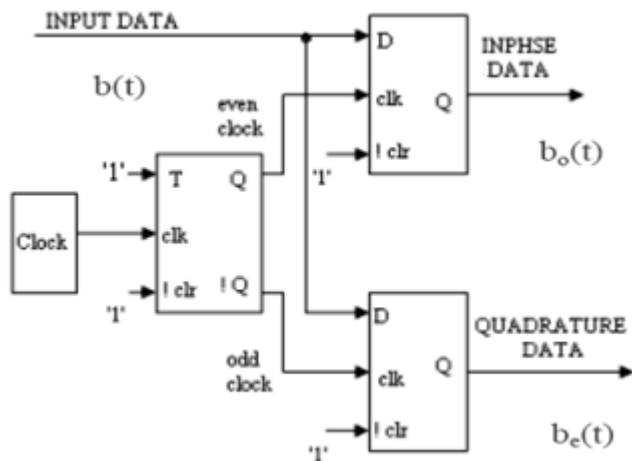 INPUT DATA
b(t)
D
clk
! clr
Q
'1'
INPHSE
DATA
b_o(t)
even
clock
'1'
T
Q
clk
! clr
! Q
'1'
Clock
odd
clock
D
clk
! clr
Q
'1'
QUADRATURE
DATA
b_e(t)